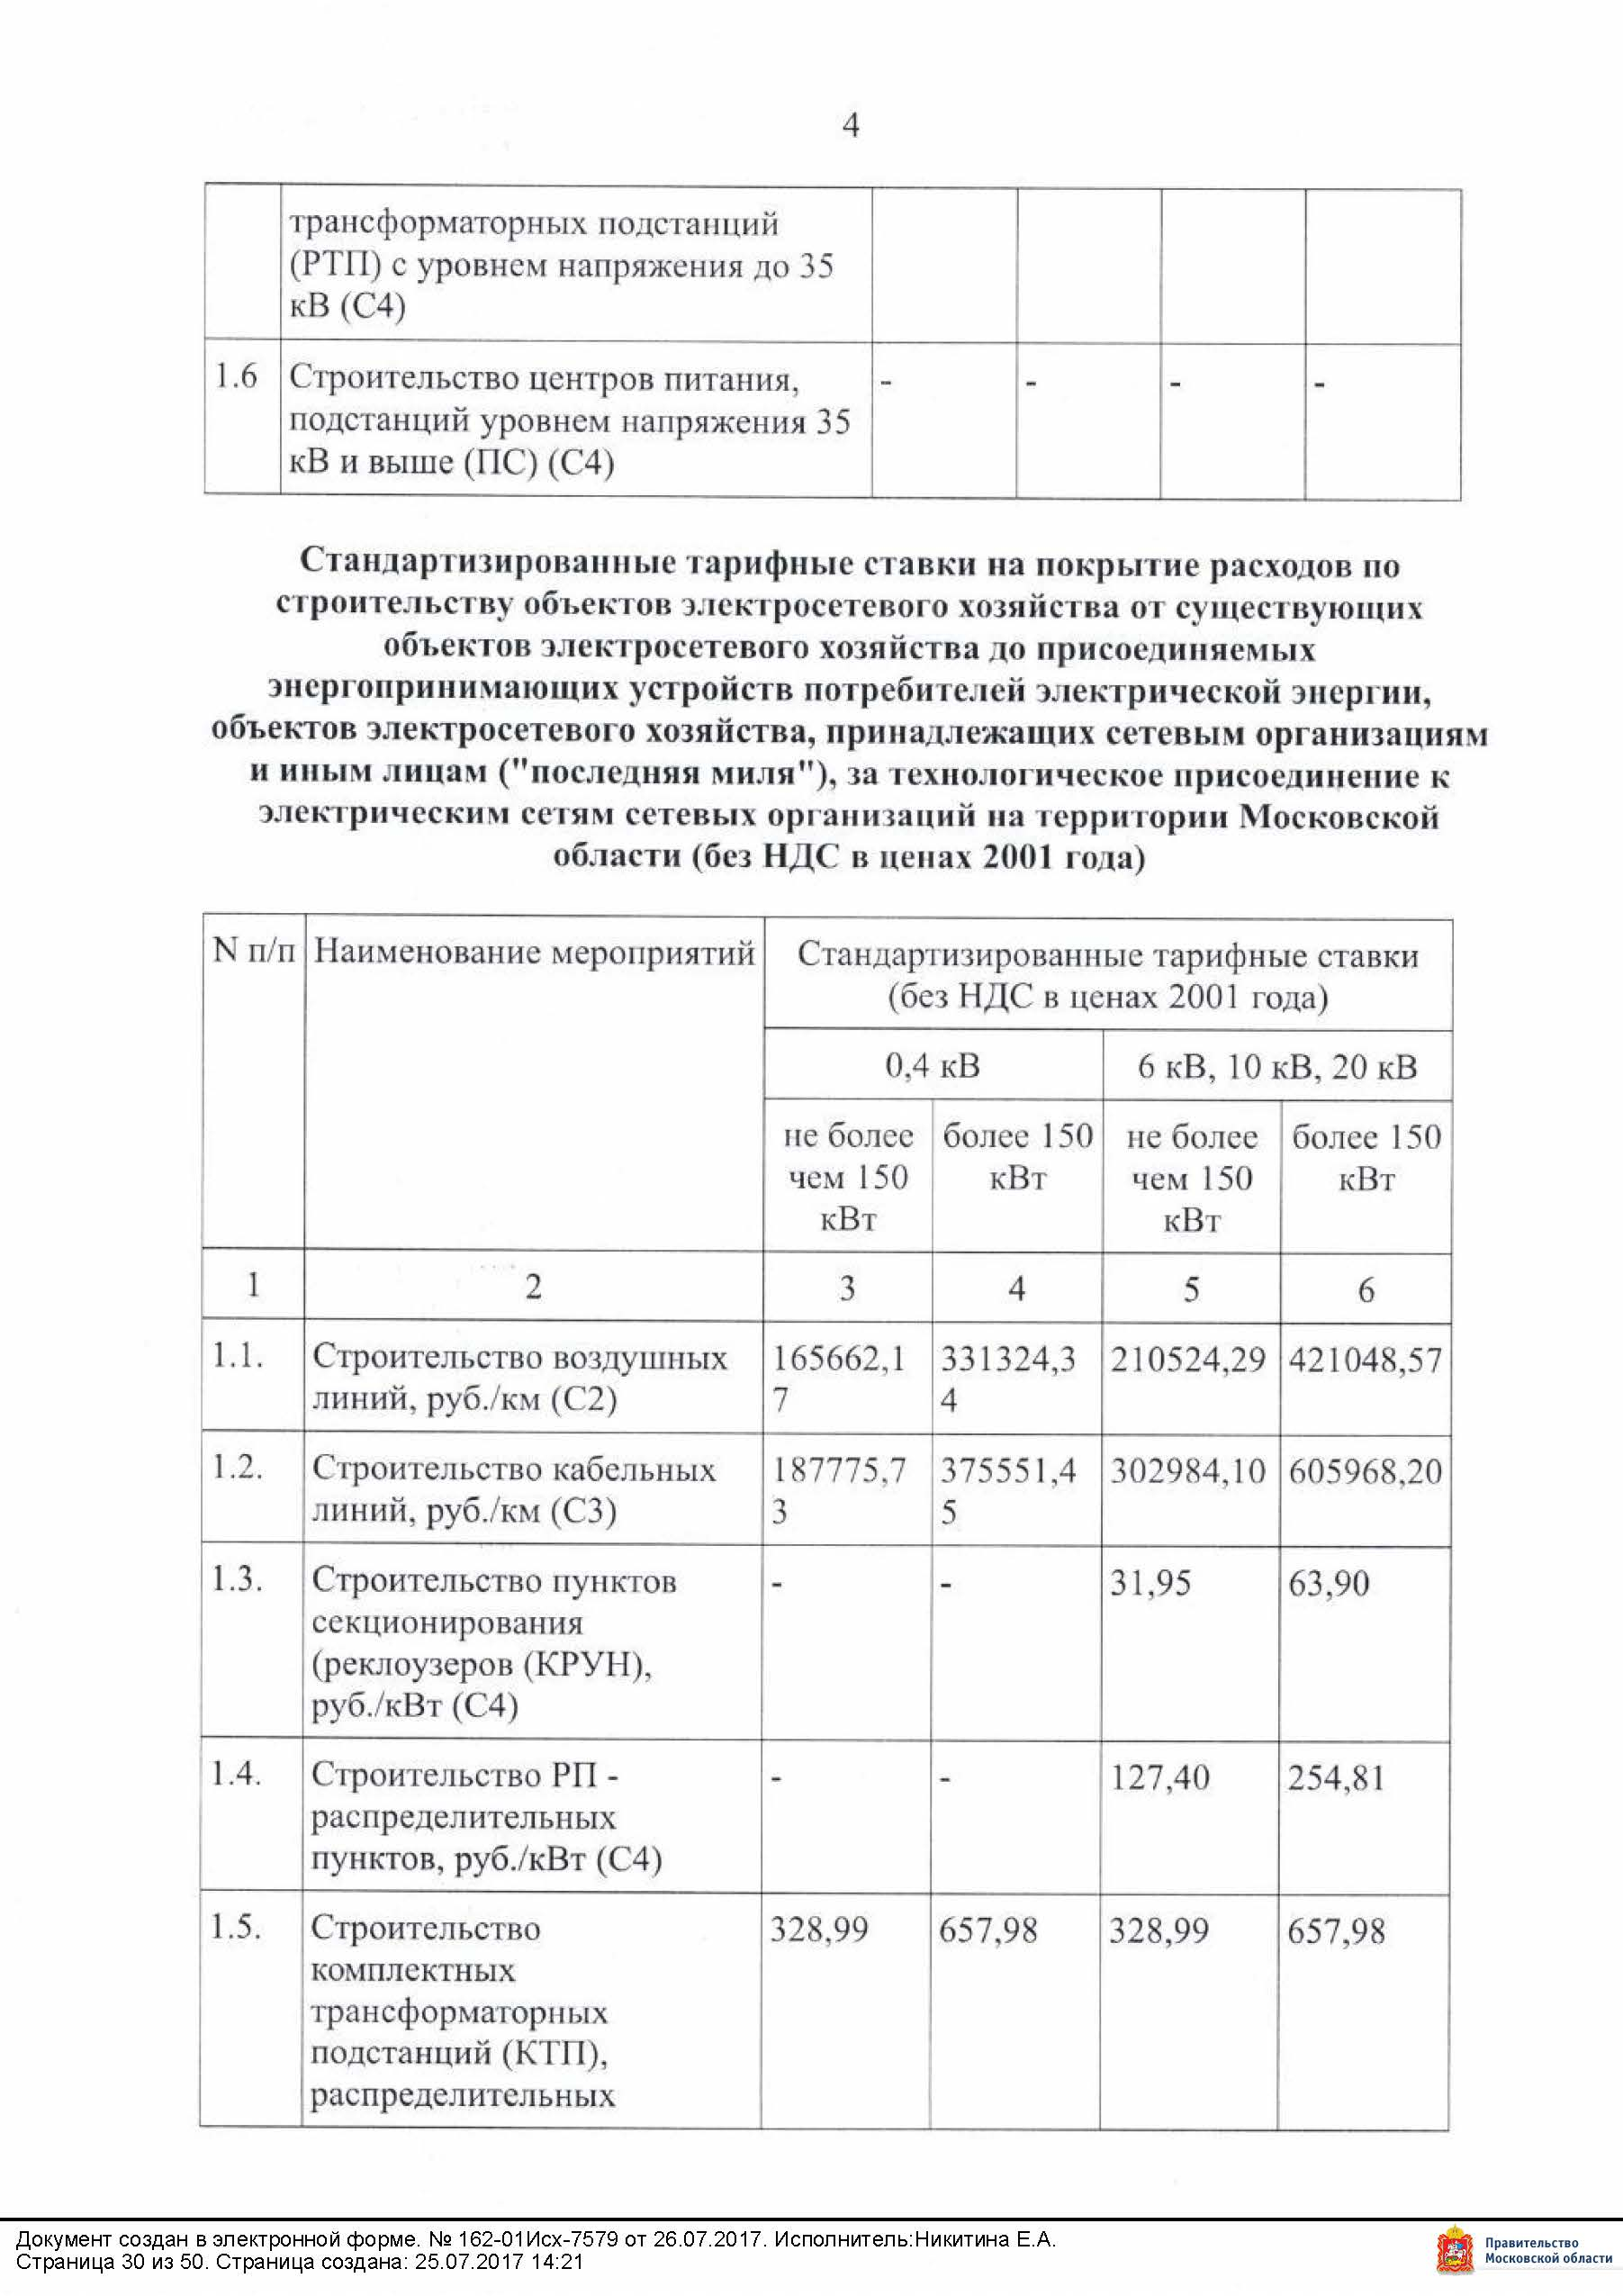 4
трансформаторных подстанций
(РТП) с уровнем напряжения до 35
кВ (С4)
1.6 Строительство центров питания, - - - -
подстанций уровнем напряжения 35
кВ и выше (ПС) (С4)
Стандартизированные тарифные ставки на покрытие расходов по
строительству объектов электросетевого хозяйства от существующих
объектов электросетевого хозяйства до присоединяемых
энергопринимающих устройств потребителей электрической энергии,
объектов электросетевого хозяйства, принадлежащих сетевым организациям
и иным лицам ("последняя миля"), за технологическое присоединение к
электрическим сетям сетевых организаций на территории Московской
области (без НДС в ценах 2001 года)
N п/п Наименование мероприятий Стандартизированные тарифные ставки
(без НДС в ценах 2001 года)
0,4 кВ 6 кВ, 10 кВ, 20 кВ
не более более 150 не более более 150
чем 150 кВт чем 150 кВт
кВт кВт
1 2 3 4 5 6
1.1. Строительство воздушных 165662,1 331324,3 210524,29 421048,57
линий, руб./км (С2) 7 4
1.2. Строительство кабельных 187775,7 375551,4 302984,10 605968,20
линий, руб./км (С3) 3 5
1.3. Строительство пунктов - - 31,95 63,90
секционирования
(реклоузеров (КРУН),
руб./кВт (С4)
1.4. Строительство РП - - - 127,40 254,81
распределительных
пунктов, руб./кВт (С4)
1.5. Строительство 328,99 657,98 328,99 657,98
комплектных
трансформаторных
подстанций (КТП),
распределительных
Документ создан в электронной форме. № 162-01Исх-7579 от 26.07.2017. Исполнитель:Никитина Е.А.
Страница 30 из 50. Страница создана: 25.07.2017 14:21
Правительство
Московской области